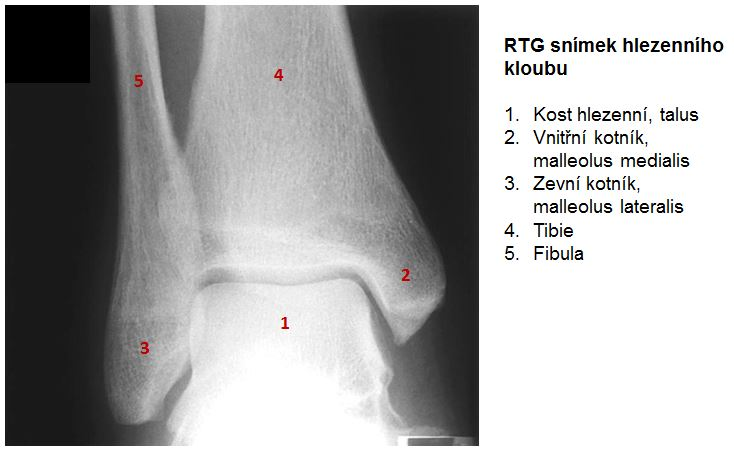 RTG snímek hlezenního
kloubu
1. Kost hlezenní, talus
2. Vnitřní kotník,
malleolus medialis
3. Zevní kotník,
malleolus lateralis
4. Tibie
5. Fibula
5
4
2
1
3